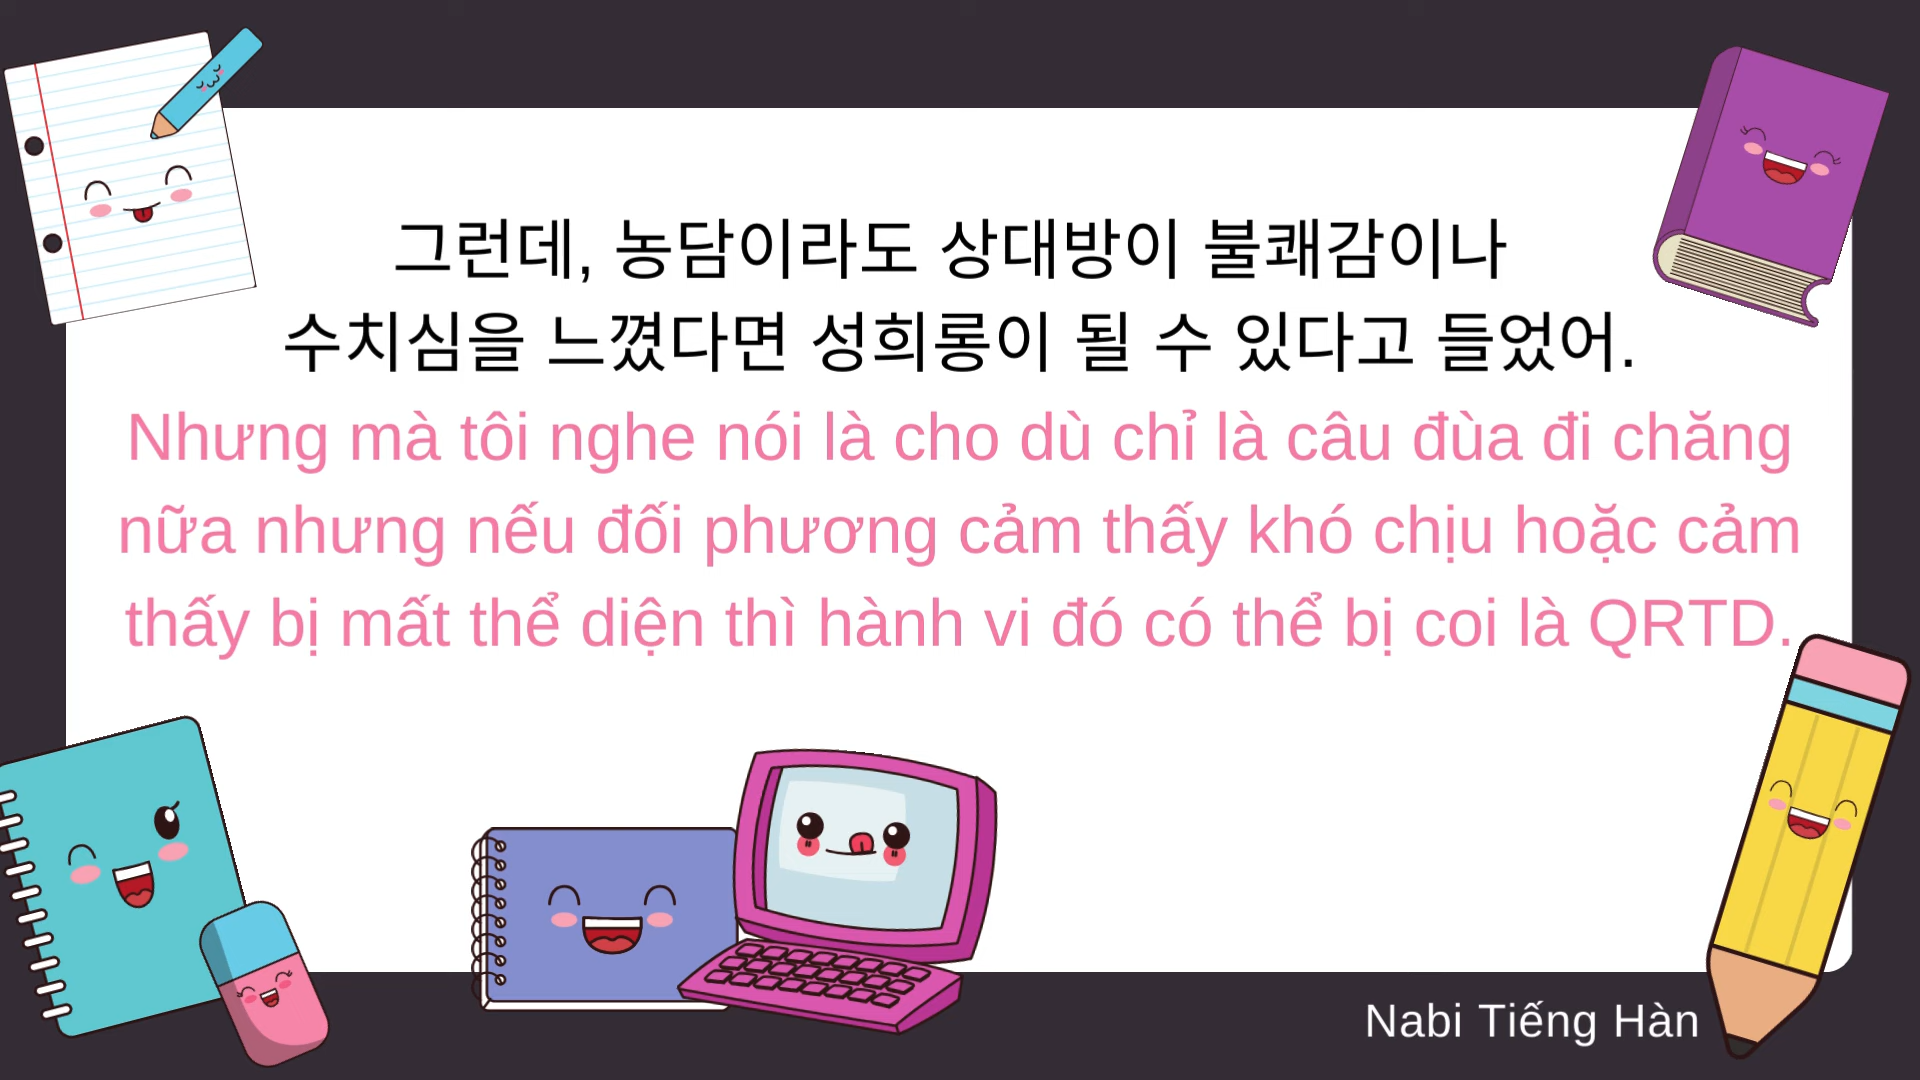 그런데, 농담이라도 상대방이 불쾌감이나
수치심을 느꼈다면 성희롱이 될 수 있다고 들었어.
Nhưng mà tôi nghe nói là cho dù chỉ là câu đùa đi chăng
nữa nhưng nếu đối phương cảm thấy khó chịu hoặc cảm
thấy bị mất thể diện thì hành vi đó có thể bị coi là QRTD.
Nabi Tiếng Hàn